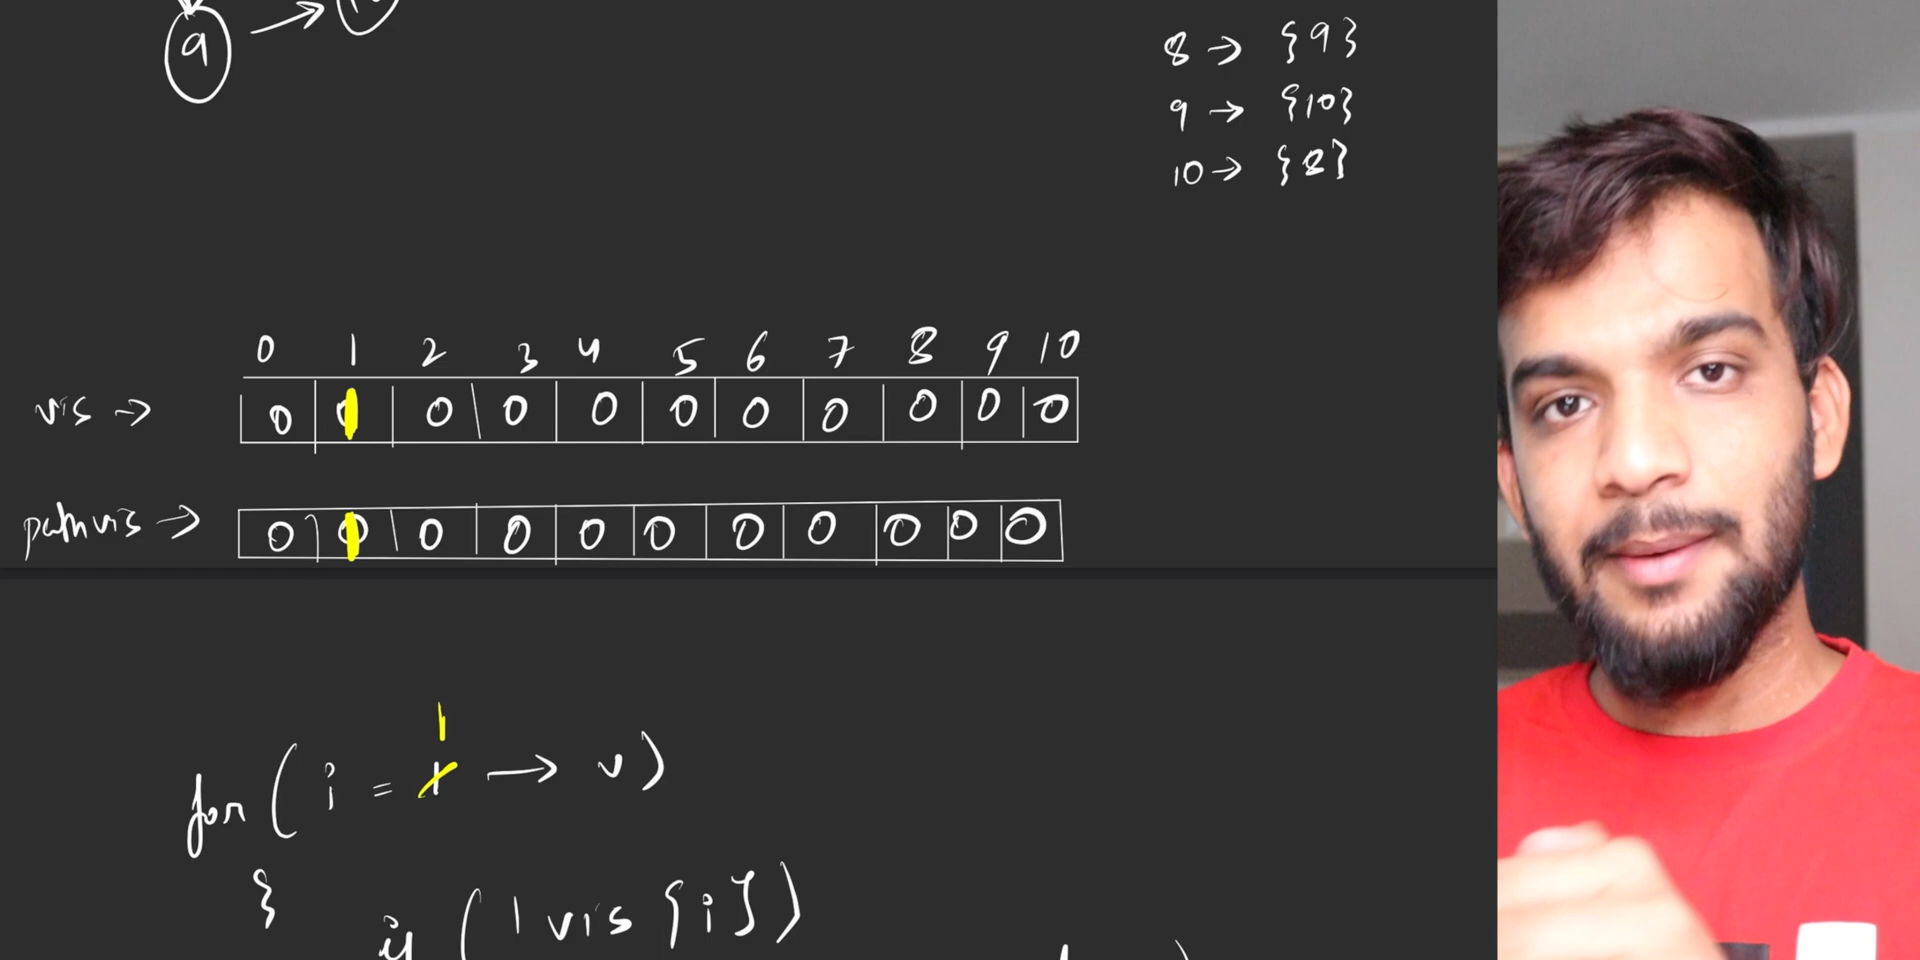 9
8 → {9}
9 → {10}
10 → {8}
0 1 2 3 4 5 6 7 8 9 10
vis → 0 1 0 0 0 0 0 0 0 0 0
pathvis → 0 1 0 0 0 0 0 0 0 0 0
1
for ( i = 1 → v )
{
if ( ! vis [i] )